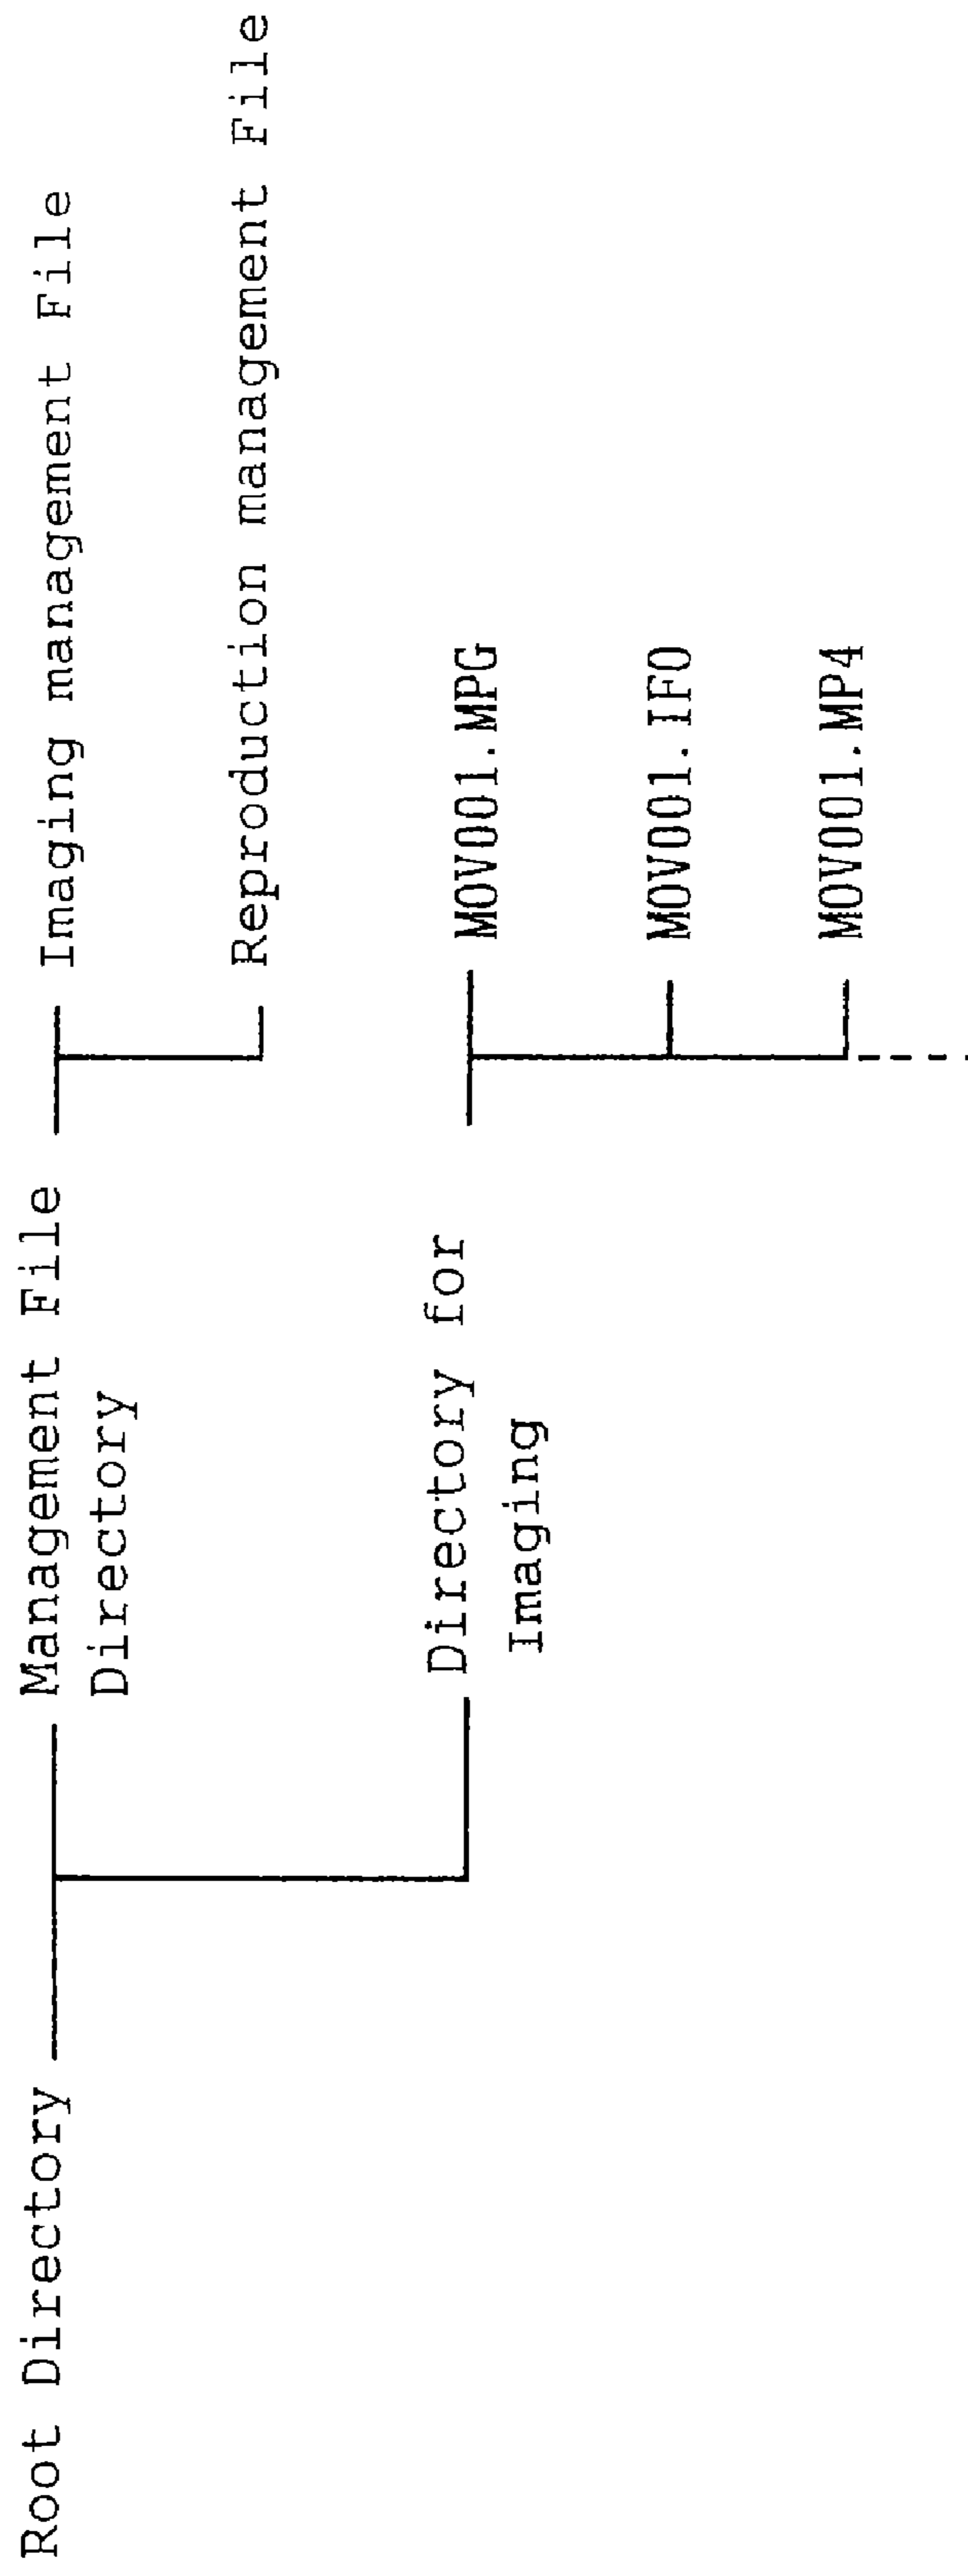 Root Directory
Management File
Directory
Imaging management File
Reproduction management File
Directory for
Imaging
MOV001.MPG
MOV001.IFO
MOV001.MP4